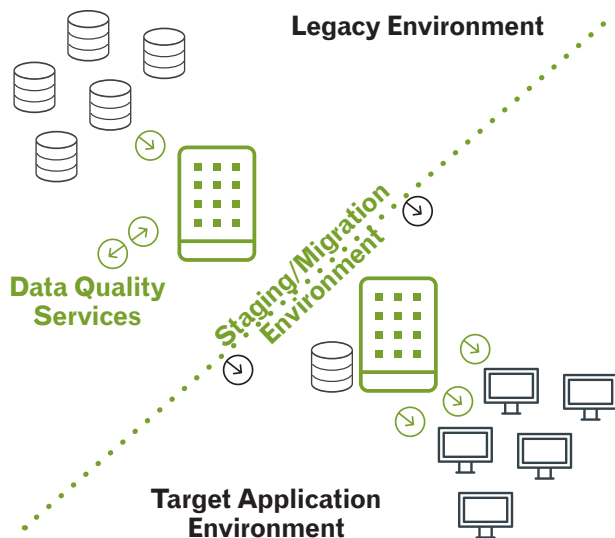 Legacy Environment
Staging/Migration
Environment
Data Quality
Services
Target Application
Environment